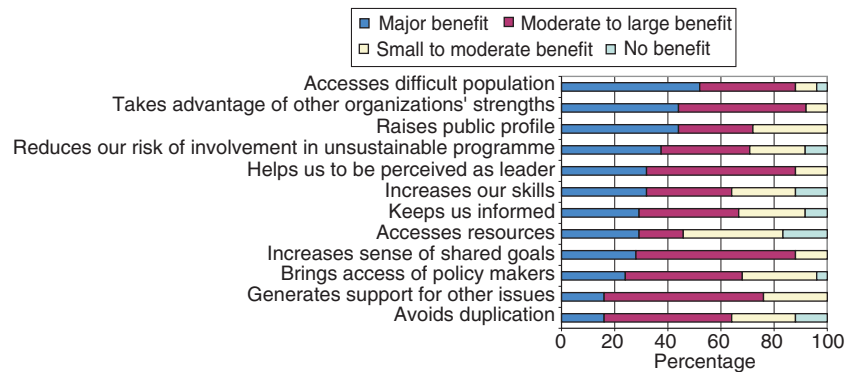 Major benefit Moderate to large benefit
Small to moderate benefit No benefit
Accesses difficult population
Takes advantage of other organizations' strengths
Raises public profile
Reduces our risk of involvement in unsustainable programme
Helps us to be perceived as leader
Increases our skills
Keeps us informed
Accesses resources
Increases sense of shared goals
Brings access of policy makers
Generates support for other issues
Avoids duplication
0 20 40 60 80 100
Percentage